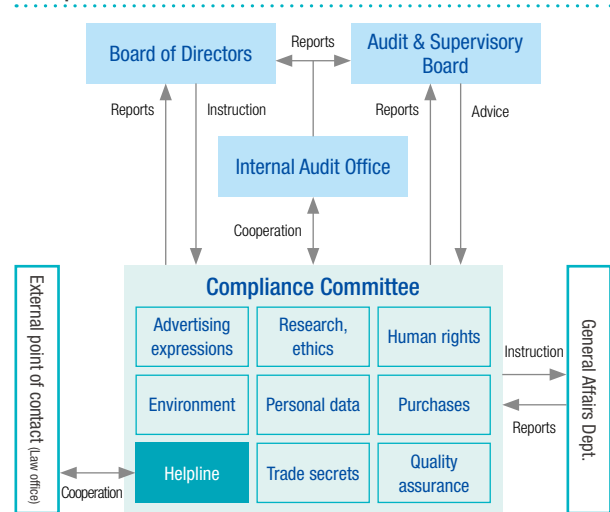 Board of Directors
Reports
Audit & Supervisory
Board
Reports
Instruction
Reports
Advice
Internal Audit Office
Cooperation
External point of contact (Law office)
Compliance Committee
General Affairs Dept.
Advertising
expressions
Research,
ethics
Human rights
Instruction
Environment
Personal data
Purchases
Reports
Helpline
Trade secrets
Quality
assurance
Cooperation